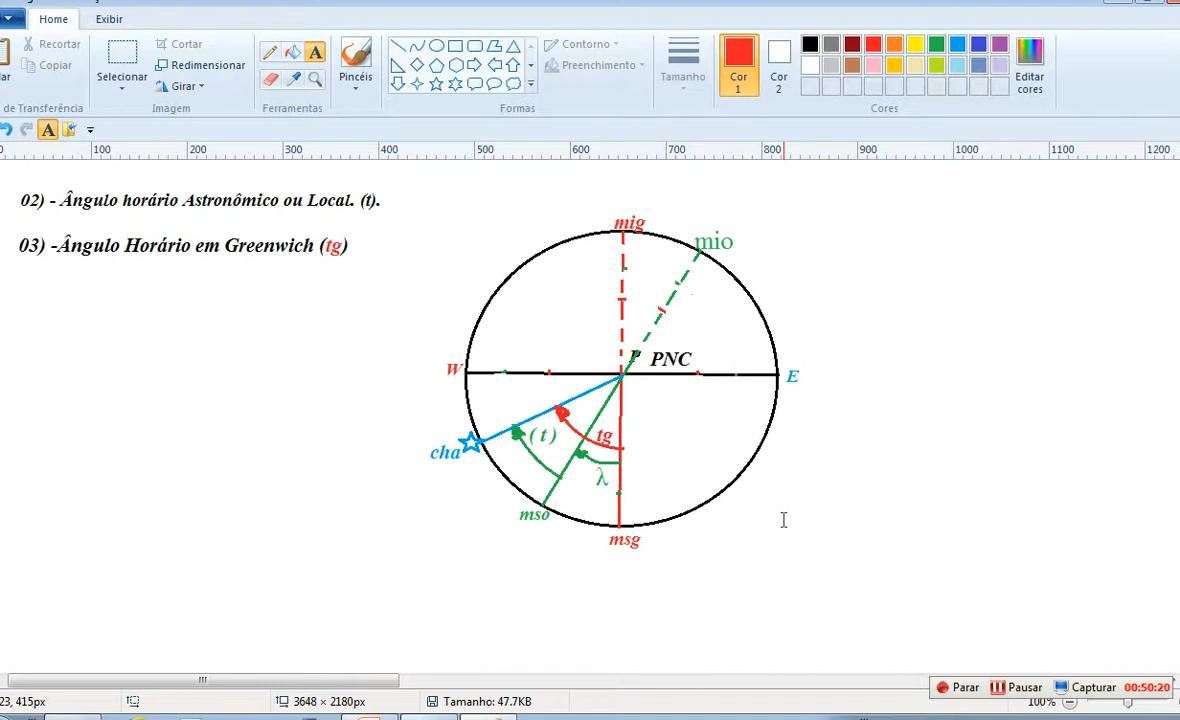 Home Exibir
Recortar
Copiar
de Transferência
Selecionar
Cortar
Redimensionar
Girar
Imagem
Ferramentas
Pincéis
Contorno
Preenchimento
Formas
Tamanho
Cor 1
Cor 2
Editar cores
Cores
100 200 300 400 500 600 700 800 900 1000 1100 1200
02) - Ângulo horário Astronômico ou Local. (t).
03) -Ângulo Horário em Greenwich (tg)
mig
mio
W
P PNC
E
cha
(t)
tg
λ
mso
msg
23, 415px
3648 × 2180px
Tamanho: 47.7KB
100%
Parar Pausar Capturar 00:50:20